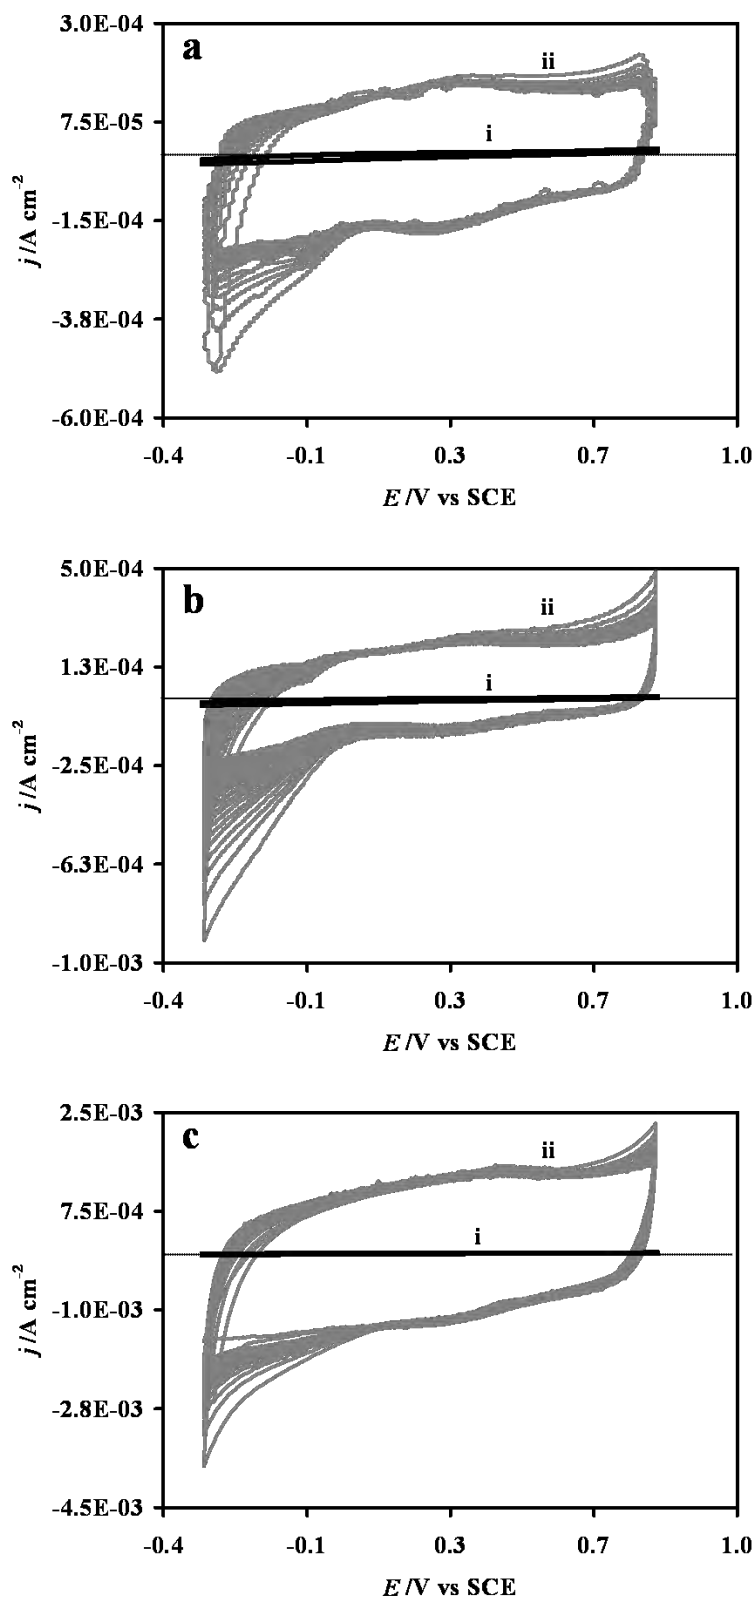 3.0E-04
a
ii
7.5E-05
i
-1.5E-04
-3.8E-04
-6.0E-04
j /A cm⁻²
-0.4 -0.1 0.3 0.7 1.0
E /V vs SCE
5.0E-04
b
ii
1.3E-04
i
-2.5E-04
-6.3E-04
-1.0E-03
j /A cm⁻²
-0.4 -0.1 0.3 0.7 1.0
E /V vs SCE
2.5E-03
c
ii
7.5E-04
i
-1.0E-03
-2.8E-03
-4.5E-03
j /A cm⁻²
-0.4 -0.1 0.3 0.7 1.0
E /V vs SCE